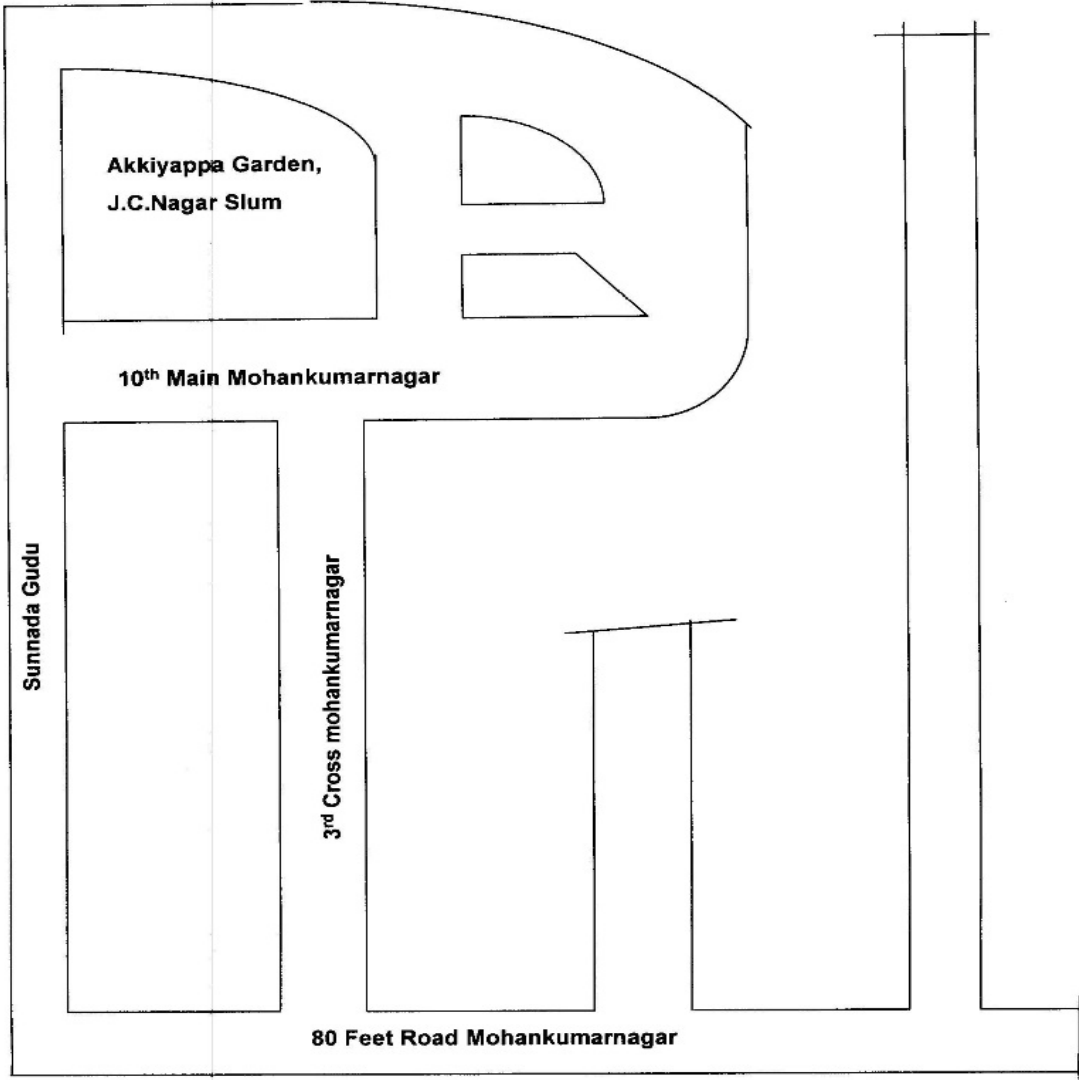 Akkiyappa Garden,
J.C.Nagar Slum
10th Main Mohankumarnagar
Sunnada Gudu
3rd Cross mohankumarnagar
80 Feet Road Mohankumarnagar